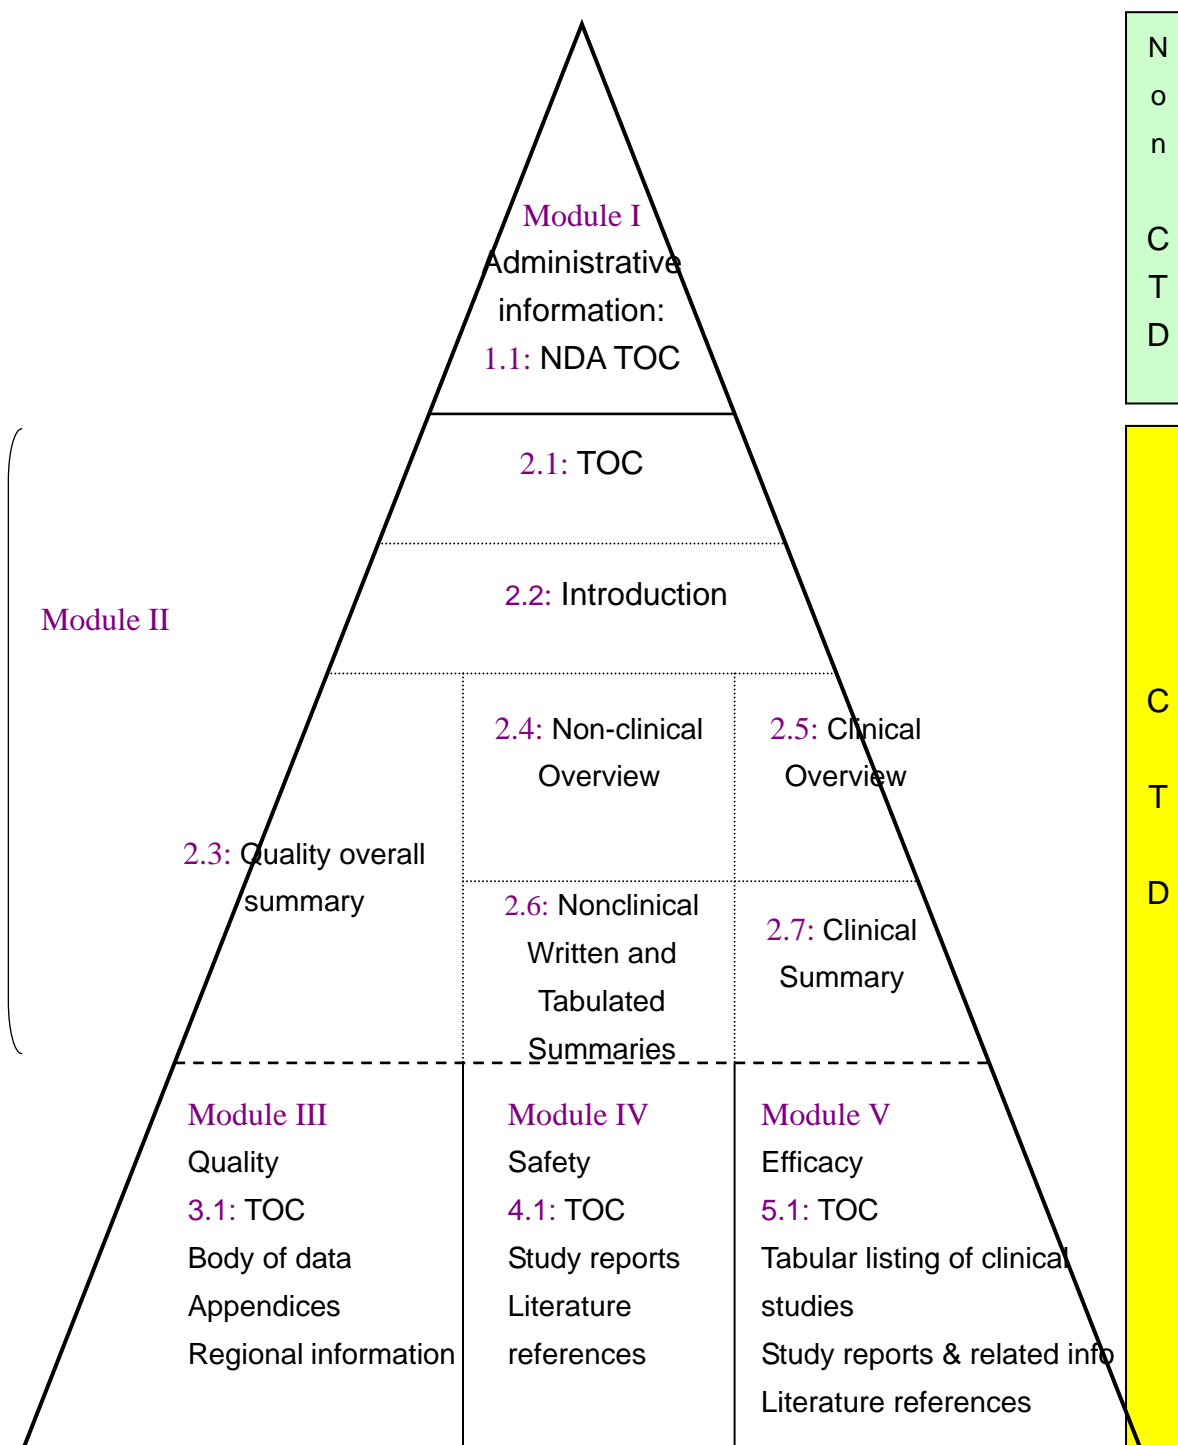 Module I
Administrative
information:
1.1: NDA TOC
Non CTD
2.1: TOC
2.2: Introduction
Module II
2.3: Quality overall
summary
2.4: Non-clinical
Overview
2.5: Clinical
Overview
2.6: Nonclinical
Written and
Tabulated
Summaries
2.7: Clinical
Summary
Module III
Quality
3.1: TOC
Body of data
Appendices
Regional information
Module IV
Safety
4.1: TOC
Study reports
Literature
references
Module V
Efficacy
5.1: TOC
Tabular listing of clinical
studies
Study reports & related info
Literature references
CTD